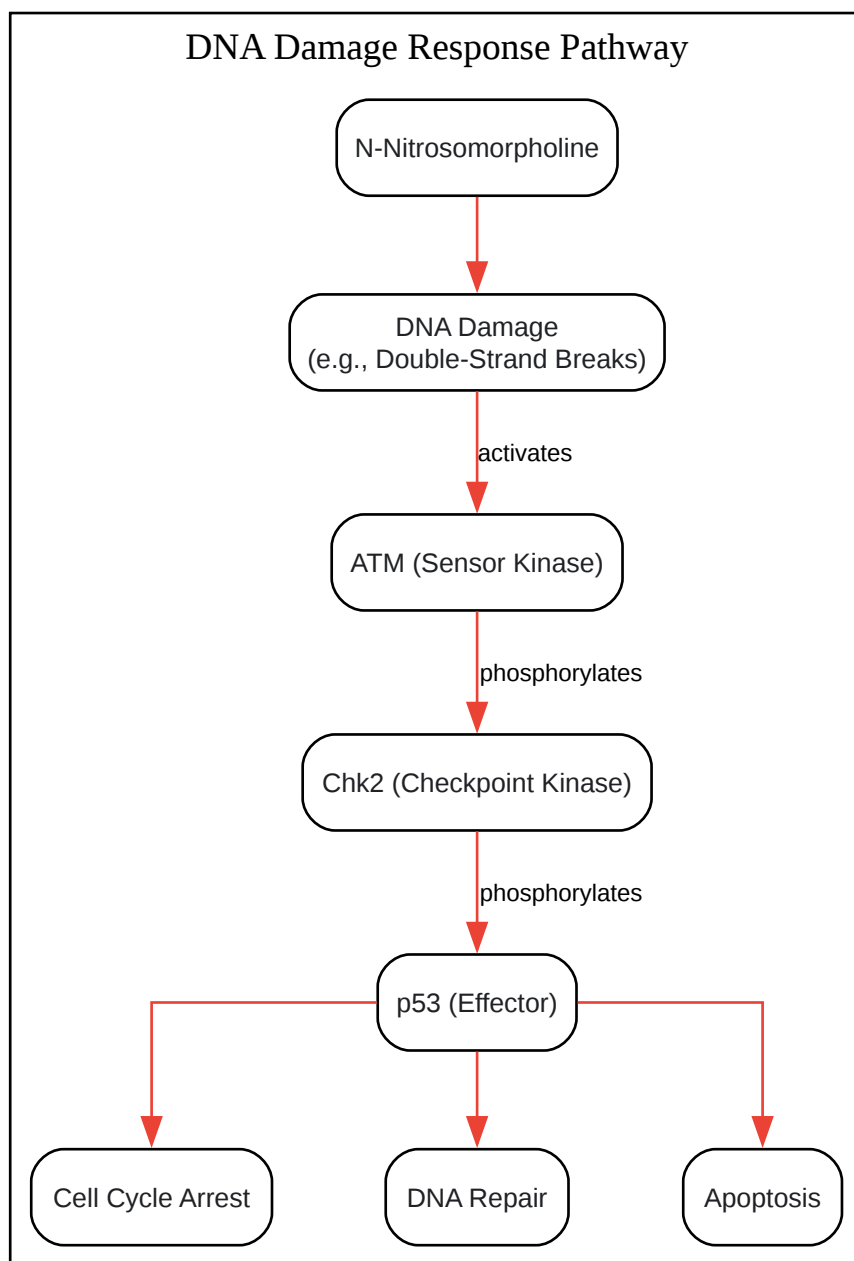 DNA Damage Response Pathway
N-Nitrosomorpholine
DNA Damage
(e.g., Double-Strand Breaks)
activates
ATM (Sensor Kinase)
phosphorylates
Chk2 (Checkpoint Kinase)
phosphorylates
p53 (Effector)
Cell Cycle Arrest
DNA Repair
Apoptosis